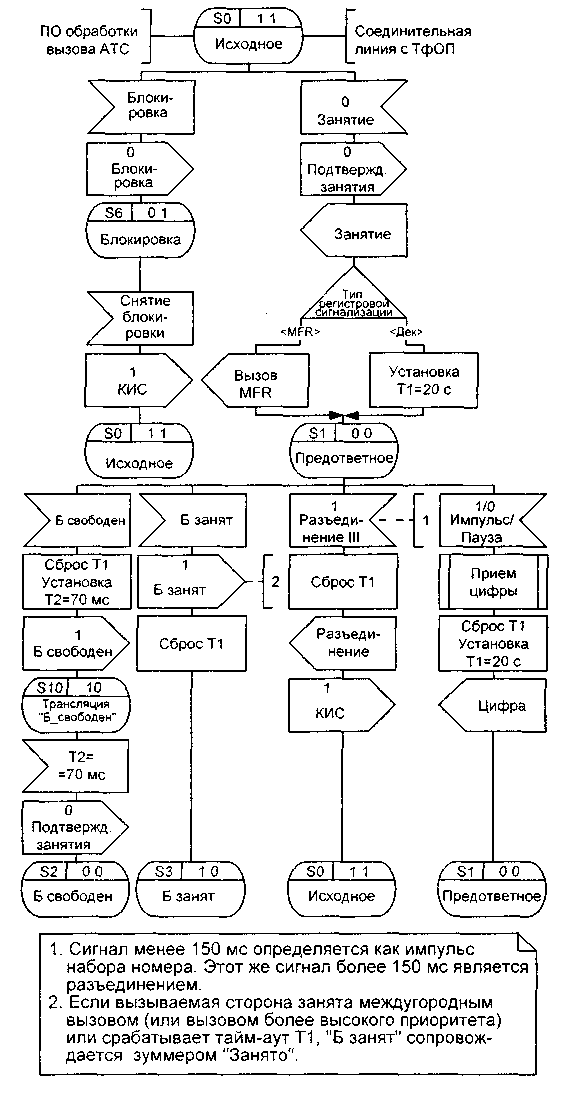 ПО обработки
вызова АТС
S0 1 1
Исходное
Соединительная
линия с ТфОП
Блоки-
ровка
0
Занятие
0
Блоки-
ровка
0
Подтвержд.
занятия
S6 0 1
Блокировка
Занятие
Снятие
блоки-
ровки
Тип
регистровой
сигнализации
<MFR>
<Дек>
1
КИС
Вызов
MFR
Установка
T1=20 с
S0 1 1
Исходное
S1 0 0
Предответное
Б свободен
Б занят
1
Разъеди-
нение III
1
1/0
Импульс/
Пауза
Сброс T1
Установка
T2=70 мс
1
Б занят
2
Сброс T1
Прием
цифры
1
Б свободен
Сброс T1
Разъеди-
нение
Сброс T1
Установка
T1=20 с
S10 10
Трансляция
"Б_свободен"
1
КИС
Цифра
T2=
=70 мс
0
Подтвержд.
занятия
S2 0 0
Б свободен
S3 1 0
Б занят
S0 1 1
Исходное
S1 0 0
Предответное
1. Сигнал менее 150 мс определяется как импульс
набора номера. Этот же сигнал более 150 мс является
разъединением.
2. Если вызываемая сторона занята междугородным
вызовом (или вызовом более высокого приоритета)
или срабатывает тайм-аут T1, "Б занят" сопровож-
дается зуммером "Занято".